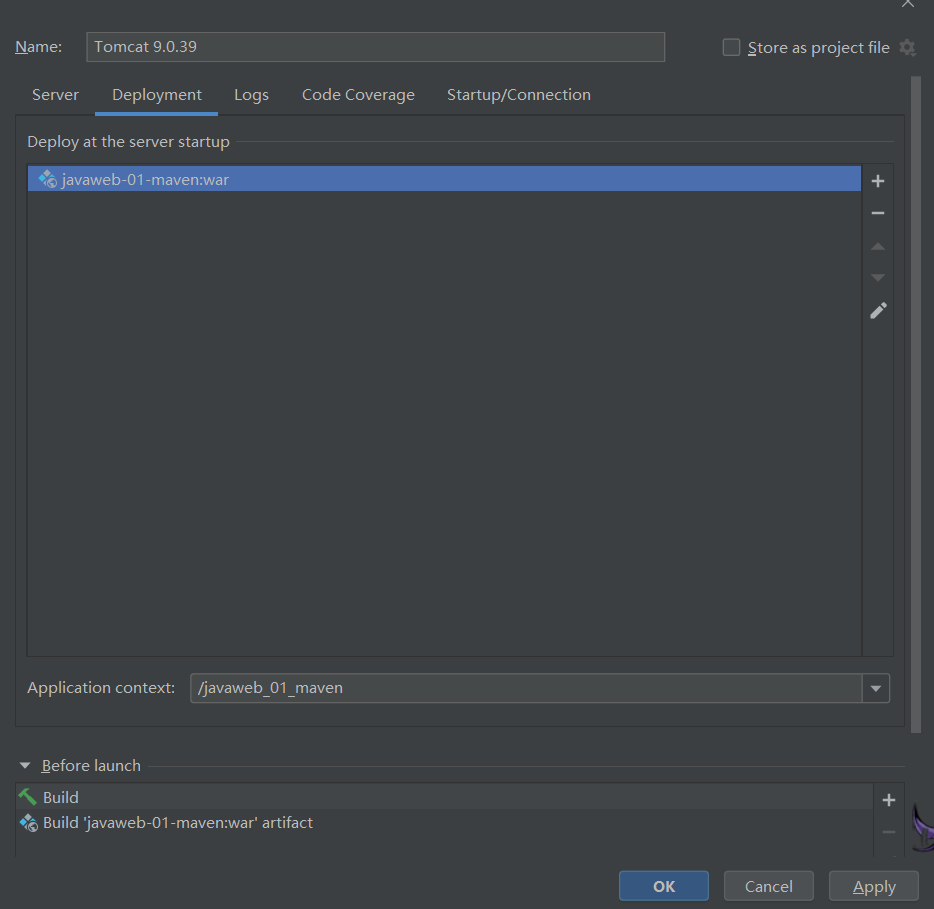 Name: Tomcat 9.0.39 Store as project file
Server Deployment Logs Code Coverage Startup/Connection
Deploy at the server startup
javaweb-01-maven:war
Application context: /javaweb_01_maven
Before launch
Build
Build 'javaweb-01-maven:war' artifact
OK Cancel Apply